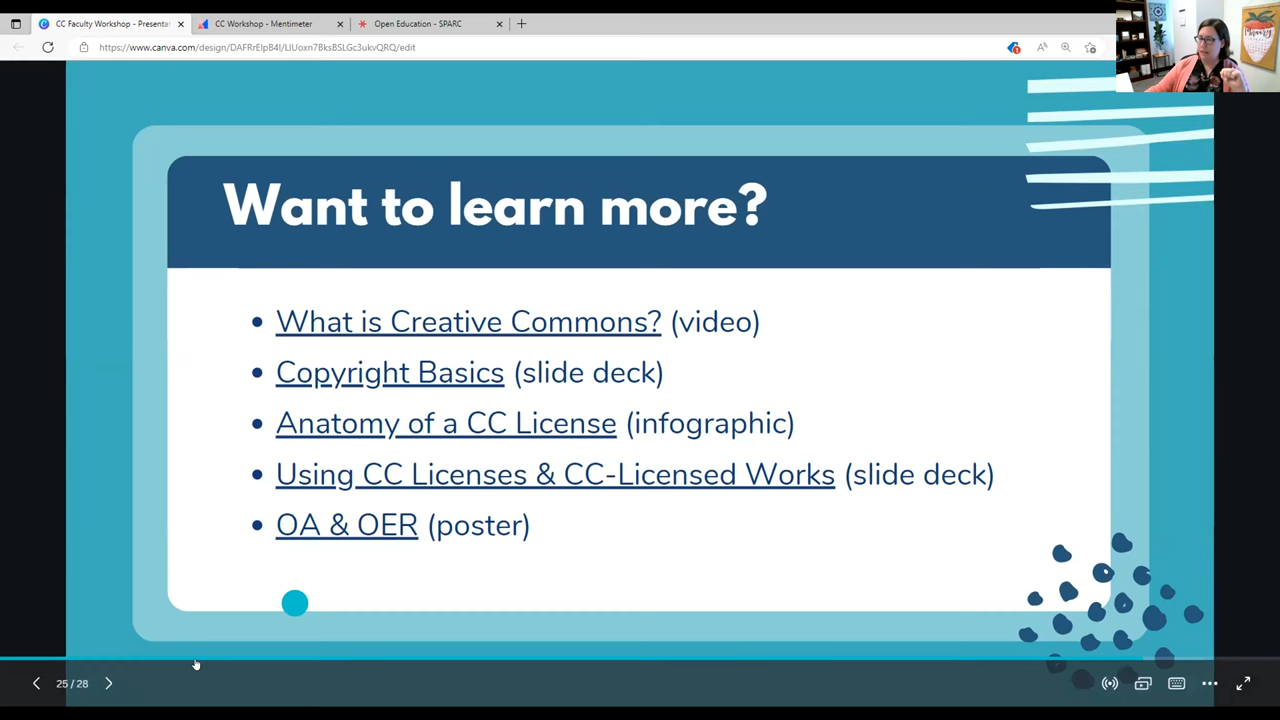 CC Faculty Workshop - Presentat
CC Workshop - Mentimeter
Open Education - SPARC
https://www.canva.com/design/DAFRrEIpB4I/LIUoxn7BksBSLGc3ukvQRQ/edit
Want to learn more?
• What is Creative Commons? (video)
• Copyright Basics (slide deck)
• Anatomy of a CC License (infographic)
• Using CC Licenses & CC-Licensed Works (slide deck)
• OA & OER (poster)
25 / 28